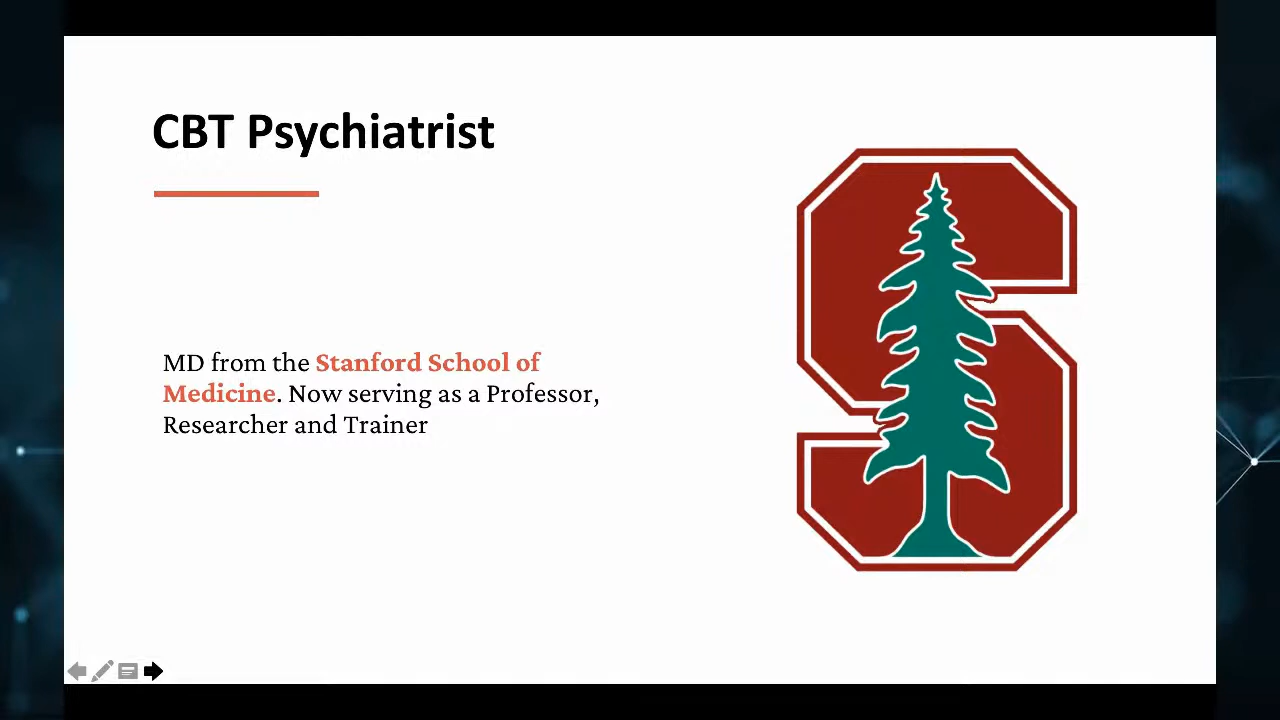 CBT Psychiatrist
MD from the Stanford School of
Medicine. Now serving as a Professor,
Researcher and Trainer